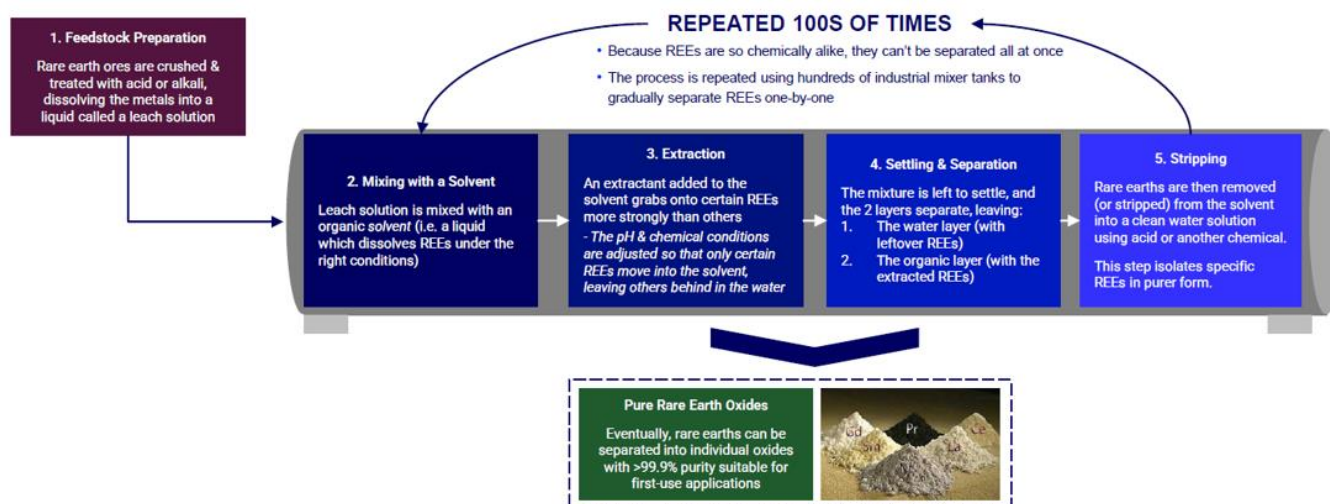 REPEATED 100S OF TIMES
• Because REEs are so chemically alike, they can't be separated all at once
• The process is repeated using hundreds of industrial mixer tanks to
gradually separate REEs one-by-one
1. Feedstock Preparation
Rare earth ores are crushed &
treated with acid or alkali,
dissolving the metals into a
liquid called a leach solution
2. Mixing with a Solvent
Leach solution is mixed with an
organic solvent (i.e. a liquid
which dissolves REEs under the
right conditions)
3. Extraction
An extractant added to the
solvent grabs onto certain REEs
more strongly than others
- The pH & chemical conditions
are adjusted so that only certain
REEs move into the solvent,
leaving others behind in the water
4. Settling & Separation
The mixture is left to settle, and
the 2 layers separate, leaving:
1. The water layer (with
leftover REEs)
2. The organic layer (with the
extracted REEs)
5. Stripping
Rare earths are then removed
(or stripped) from the solvent
into a clean water solution
using acid or another chemical.
This step isolates specific
REEs in purer form.
Pure Rare Earth Oxides
Eventually, rare earths can be
separated into individual oxides
with >99.9% purity suitable for
first-use applications
Gd
Pr
Ce
Sm
La